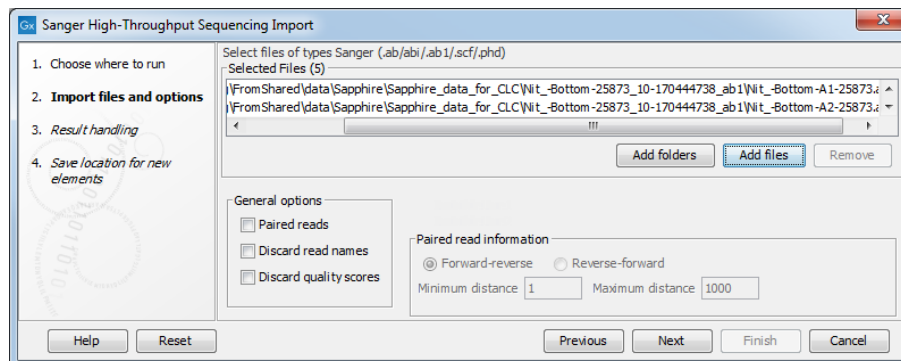 Gx Sanger High-Throughput Sequencing Import
1. Choose where to run
2. Import files and options
3. Result handling
4. Save location for new
elements
Select files of types Sanger (.ab/abi/.ab1/.scf/.phd)
Selected Files (5)
\FromShared\data\Sapphire\Sapphire_data_for_CLC\Nit_-Bottom-25873_10-170444738_ab1\Nit_-Bottom-A1-25873.a
\FromShared\data\Sapphire\Sapphire_data_for_CLC\Nit_-Bottom-25873_10-170444738_ab1\Nit_-Bottom-A2-25873.a
Add folders Add files Remove
General options
Paired reads
Discard read names
Discard quality scores
Paired read information
Forward-reverse Reverse-forward
Minimum distance 1 Maximum distance 1000
Help Reset Previous Next Finish Cancel